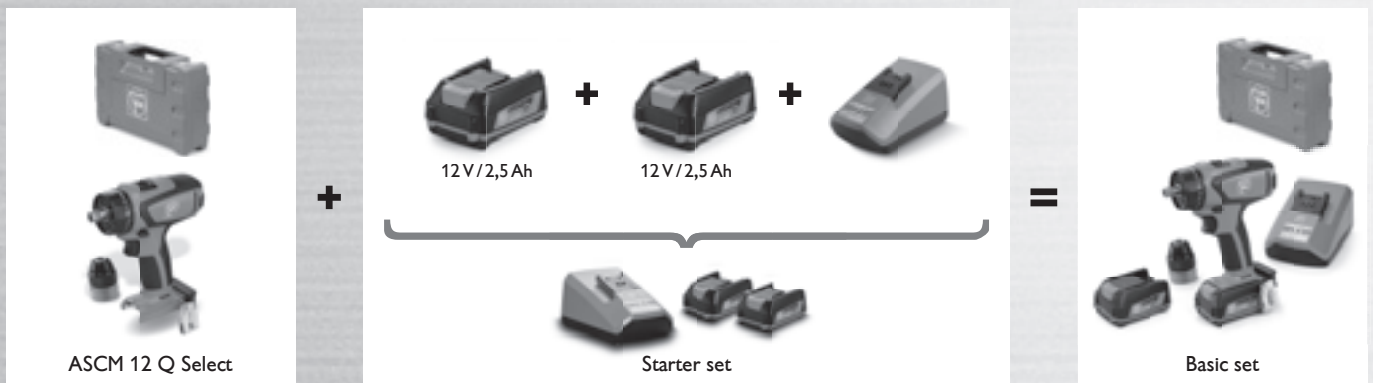 +
+
12 V / 2,5 Ah
12 V / 2,5 Ah
+
=
ASCM 12 Q Select
Starter set
Basic set